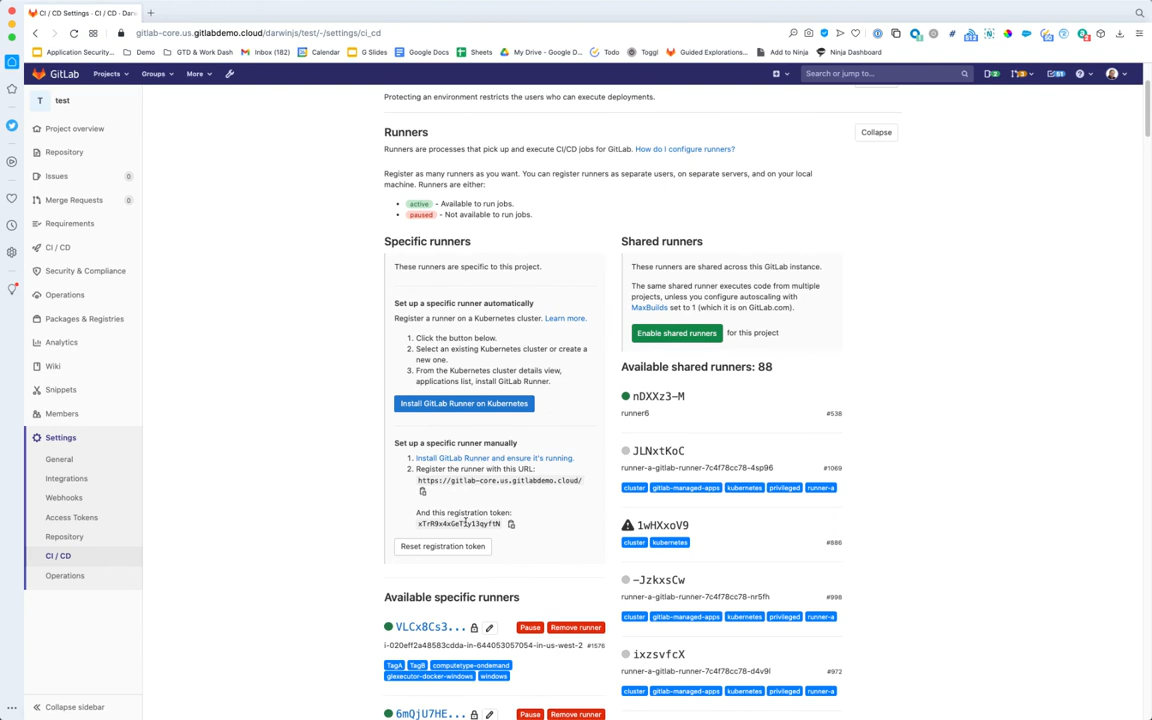 CI / CD Settings · CI / CD · Dar
gitlab-core.us.gitlabdemo.cloud/darwinjs/test/-/settings/ci_cd
Application Security...
Demo
GTD & Work Dash
Inbox (182)
Calendar
G Slides
Google Docs
Sheets
My Drive - Google D...
Todo
Toggl
Guided Explorations...
Add to Ninja
Ninja Dashboard
GitLab
Projects
Groups
More
Search or jump to...
T
test
Project overview
Repository
Issues
0
Merge Requests
0
Requirements
CI / CD
Security & Compliance
Operations
Packages & Registries
Analytics
Wiki
Snippets
Members
Settings
General
Integrations
Webhooks
Access Tokens
Repository
CI / CD
Operations
Collapse sidebar
Protecting an environment restricts the users who can execute deployments.
Runners
Collapse
Runners are processes that pick up and execute CI/CD jobs for GitLab. How do I configure runners?
Register as many runners as you want. You can register runners as separate users, on separate servers, and on your local
machine. Runners are either:
active - Available to run jobs.
paused - Not available to run jobs.
Specific runners
These runners are specific to this project.
Set up a specific runner automatically
Register a runner on a Kubernetes cluster. Learn more.
1. Click the button below.
2. Select an existing Kubernetes cluster or create a
new one.
3. From the Kubernetes cluster details view,
applications list, install GitLab Runner.
Install GitLab Runner on Kubernetes
Set up a specific runner manually
1. Install GitLab Runner and ensure it's running.
2. Register the runner with this URL:
https://gitlab-core.us.gitlabdemo.cloud/
And this registration token:
Reset registration token
Available specific runners
VLCx8Cs3...
Pause
Remove runner
i-020eff2a48583cdda-in-644053057054-in-us-west-2 #1576
TagA TagB computetype-ondemand
glexecutor-docker-windows windows
6mQjU7HE...
Pause
Remove runner
Shared runners
These runners are shared across this GitLab instance.
The same shared runner executes code from multiple
projects, unless you configure autoscaling with
MaxBuilds set to 1 (which it is on GitLab.com).
Enable shared runners for this project
Available shared runners: 88
nDXXz3-M
runner6 #538
JLNxtKoC
runner-a-gitlab-runner-7c4f78cc78-4sp96 #1069
cluster gitlab-managed-apps kubernetes privileged runner-a
1wHXxoV9
cluster kubernetes #886
-JzkxsCw
runner-a-gitlab-runner-7c4f78cc78-nr5fh #998
cluster gitlab-managed-apps kubernetes privileged runner-a
ixzsvfcX
runner-a-gitlab-runner-7c4f78cc78-d4v9l #972
cluster gitlab-managed-apps kubernetes privileged runner-a